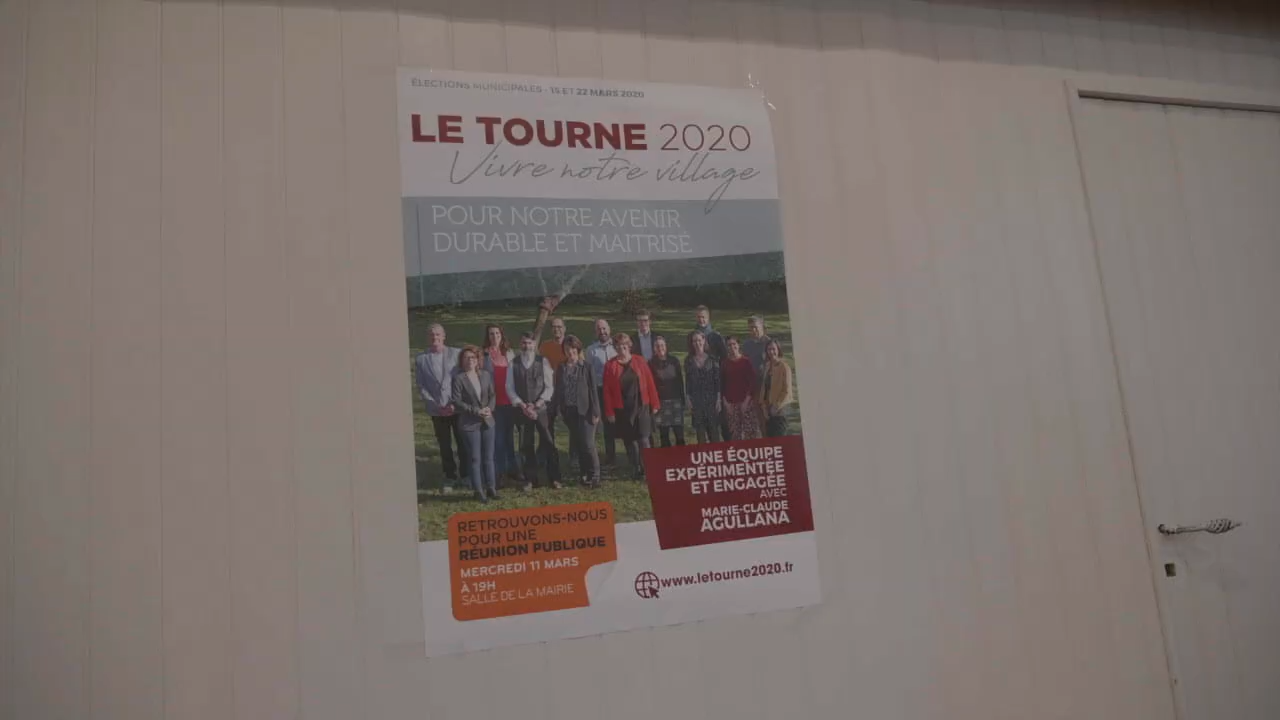 ÉLECTIONS MUNICIPALES - 15 ET 22 MARS 2020
LE TOURNE 2020
Vivre notre village
POUR NOTRE AVENIR
DURABLE ET MAITRISÉ
UNE ÉQUIPE
EXPÉRIMENTÉE
ET ENGAGÉE
AVEC
MARIE-CLAUDE
AGULLANA
RETROUVONS-NOUS
POUR UNE
RÉUNION PUBLIQUE
MERCREDI 11 MARS
À 19H
SALLE DE LA MAIRIE
www.letourne2020.fr